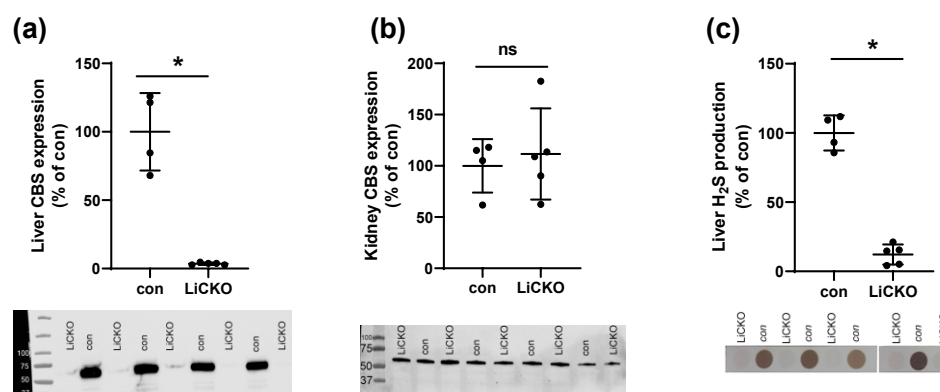 (a)
*
150
100
50
0
Liver CBS expression
(% of con)
con LiCKO
LiCKO con LiCKO con LiCKO con LiCKO con LiCKO
100
75
50
(b)
ns
200
150
100
50
0
Kidney CBS expression
(% of con)
con LiCKO
LiCKO con LiCKO con LiCKO con LiCKO con LiCKO
100
75
50
37
(c)
*
150
100
50
0
Liver H2S production
(% of con)
con LiCKO
LiCKO con LiCKO con LiCKO con LiCKO con